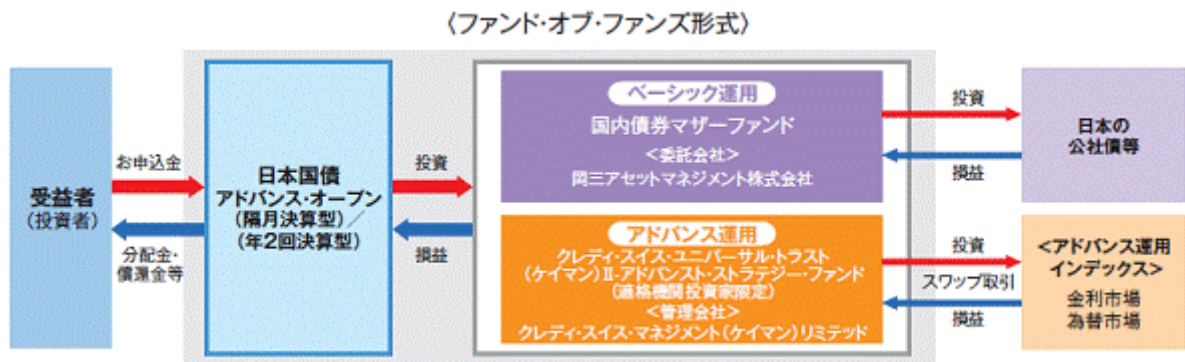 〈ファンド・オブ・ファンズ形式〉
受益者
(投資者)
お申込金
分配金・
償還金等
日本国債
アドバンス・オープン
(隔月決算型)/
(年2回決算型)
投資
損益
ベーシック運用
国内債券マザーファンド
<委託会社>
岡三アセットマネジメント株式会社
アドバンス運用
クレディ・スイス・ユニバーサル・トラスト
(ケイマン)Ⅱ-アドバンスト・ストラテジー・ファンド
(適格機関投資家限定)
<管理会社>
クレディ・スイス・マネジメント(ケイマン)リミテッド
投資
損益
日本の
公社債等
投資
スワップ取引
損益
<アドバンス運用
インデックス>
金利市場
為替市場